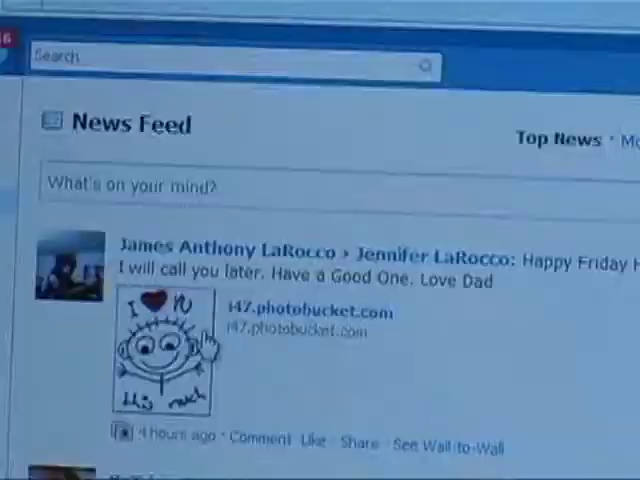 Search
News Feed
Top News ·
What's on your mind?
James Anthony LaRocco › Jennifer LaRocco: Happy Friday
I will call you later. Have a Good One. Love Dad
i47.photobucket.com
i47.photobucket.com
I
this much
4 hours ago · Comment · Like · Share · See Wall-to-Wall